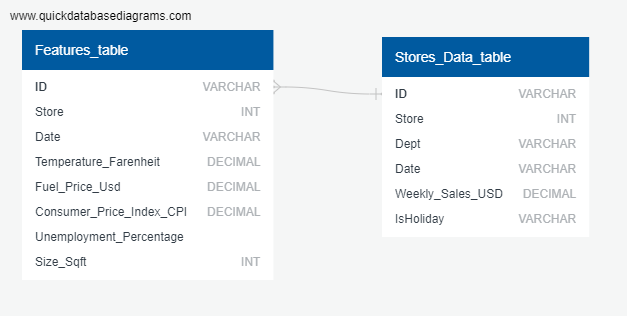 www.quickdatabasediagrams.com
Features_table
ID VARCHAR
Store INT
Date VARCHAR
Temperature_Farenheit DECIMAL
Fuel_Price_Usd DECIMAL
Consumer_Price_Index_CPI DECIMAL
Unemployment_Percentage
Size_Sqft INT
Stores_Data_table
ID VARCHAR
Store INT
Dept VARCHAR
Date VARCHAR
Weekly_Sales_USD DECIMAL
IsHoliday VARCHAR